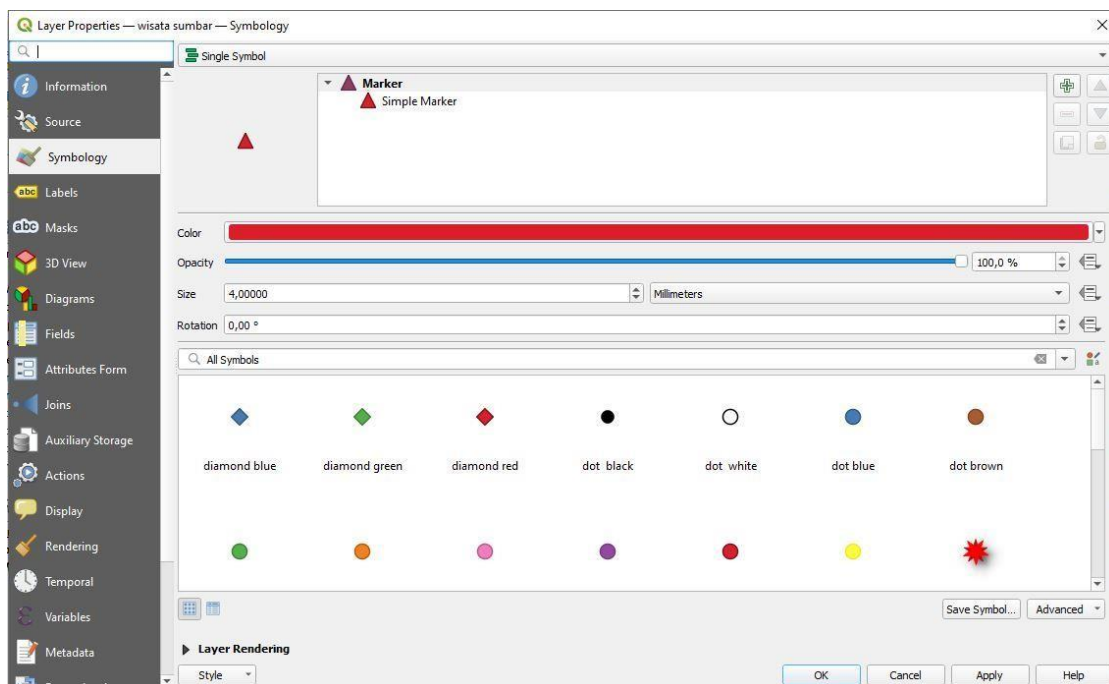 Layer Properties — wisata sumbar — Symbology
Single Symbol
Information
Source
Symbology
abc Labels
abc Masks
3D View
Diagrams
Fields
Attributes Form
Joins
Auxiliary Storage
Actions
Display
Rendering
Temporal
Variables
Metadata
Marker
Simple Marker
Color
Opacity 100,0 %
Size 4,00000 Millimeters
Rotation 0,00 °
All Symbols
diamond blue diamond green diamond red dot black dot white dot blue dot brown
Save Symbol... Advanced
Layer Rendering
Style OK Cancel Apply Help